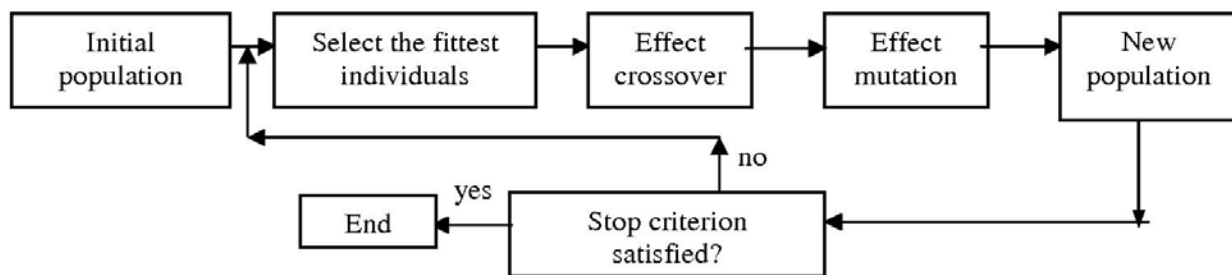 Initial
population
Select the fittest
individuals
Effect
crossover
Effect
mutation
New
population
no
yes
End
Stop criterion
satisfied?